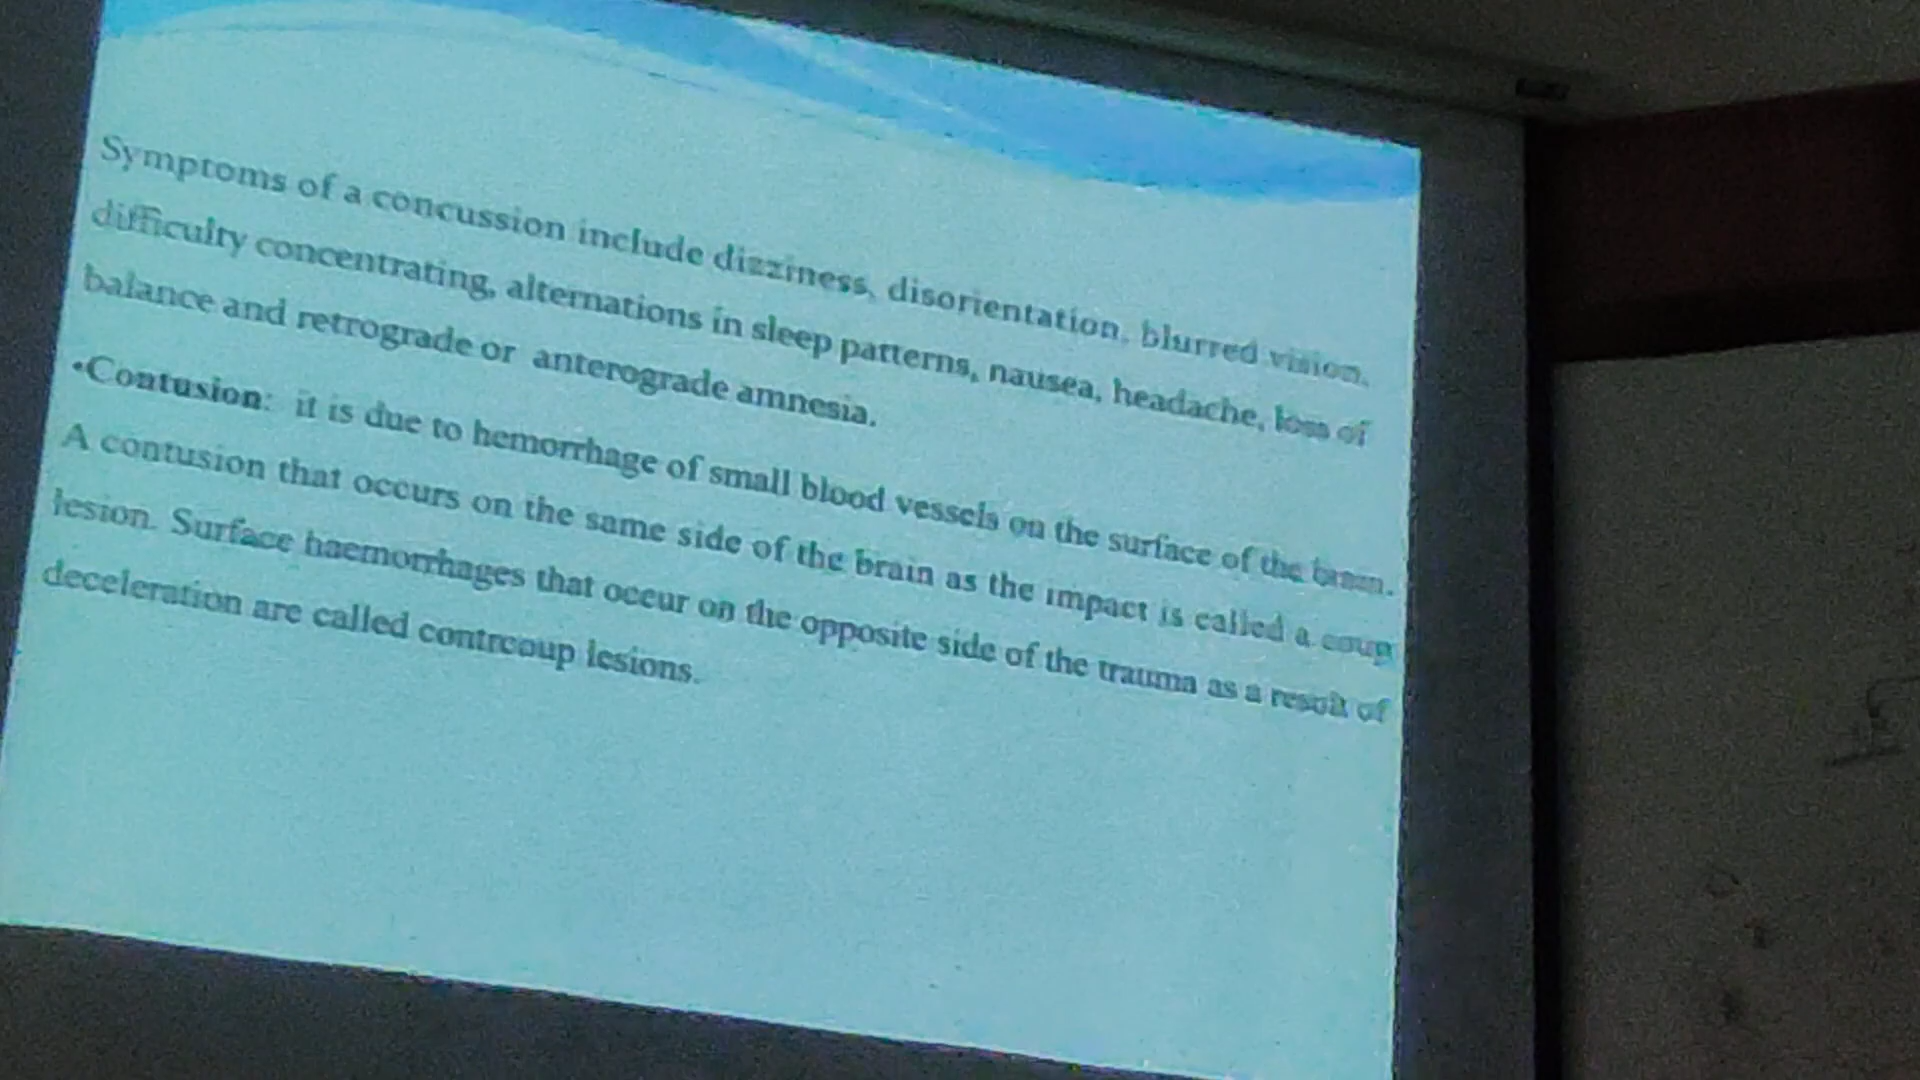 Symptoms of a concussion include dizziness, disorientation, blurred vision,
difficulty concentrating, alternations in sleep patterns, nausea, headache, loss of
balance and retrograde or anterograde amnesia.
•Contusion: it is due to hemorrhage of small blood vessels on the surface of the brain.
A contusion that occurs on the same side of the brain as the impact is called a coup
lesion. Surface haemorrhages that occur on the opposite side of the trauma as a result of
deceleration are called contrcoup lesions.